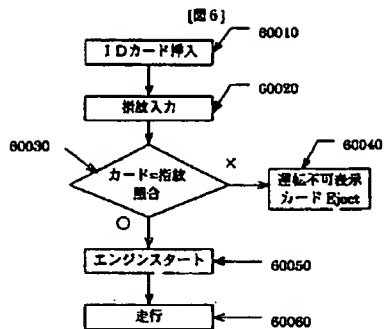 [図6]
60010
IDカード挿入
60020
指紋入力
60030
カード=指紋
照合
×
60040
運転不可表示
カード Eject
○
エンジンスタート
60050
走行
60060